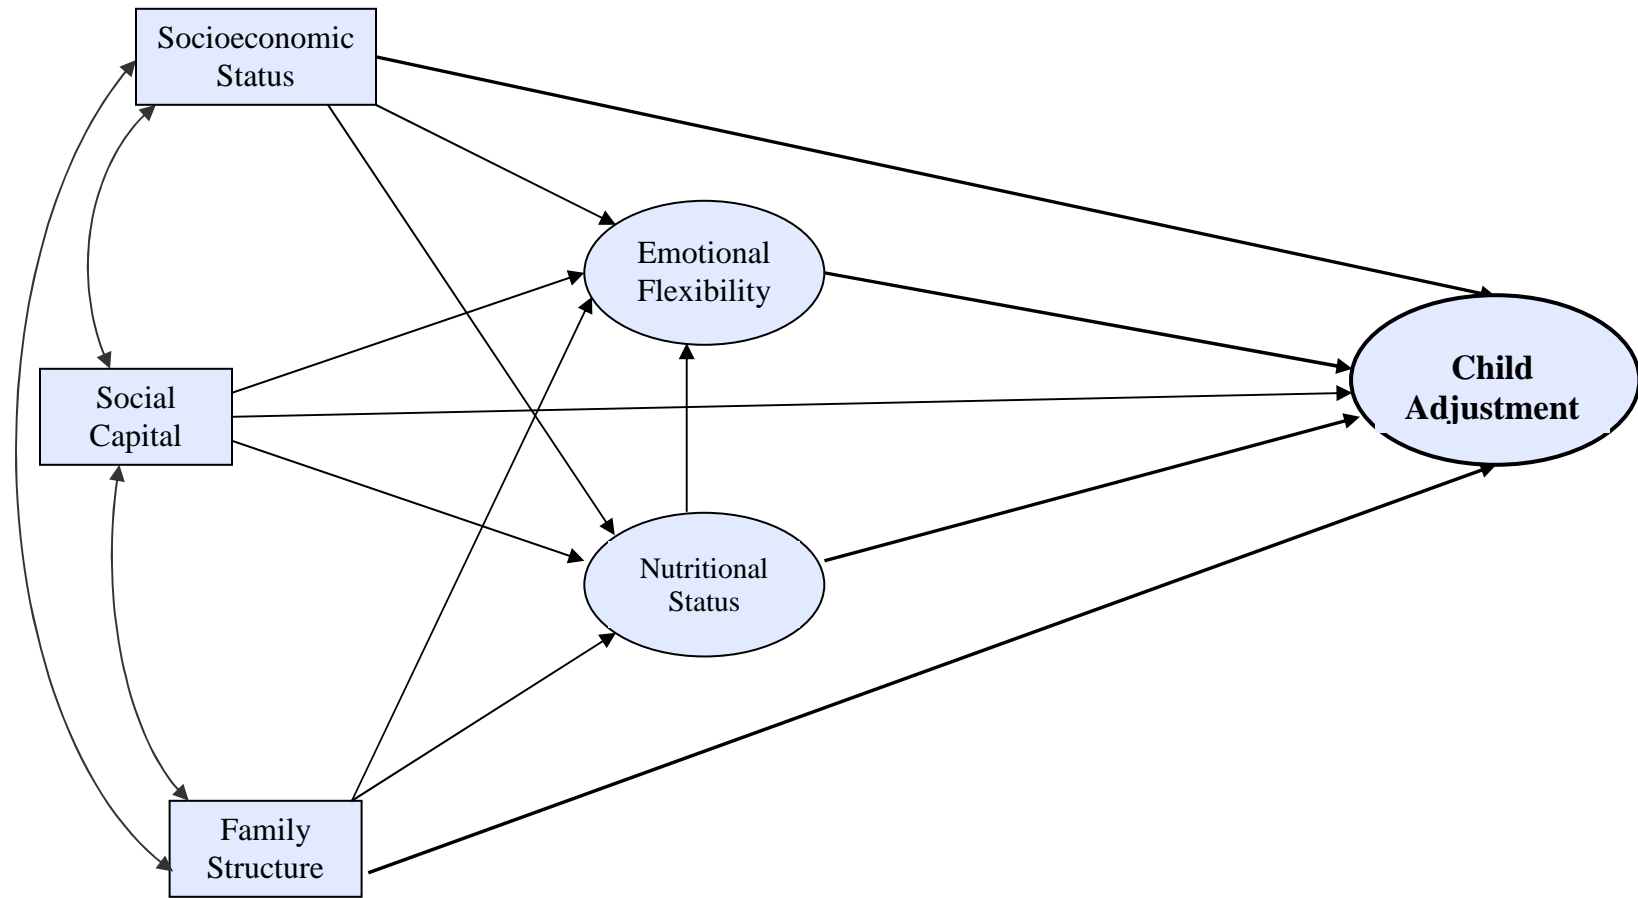 Socioeconomic
Status
Emotional
Flexibility
Child
Adjustment
Social
Capital
Nutritional
Status
Family
Structure